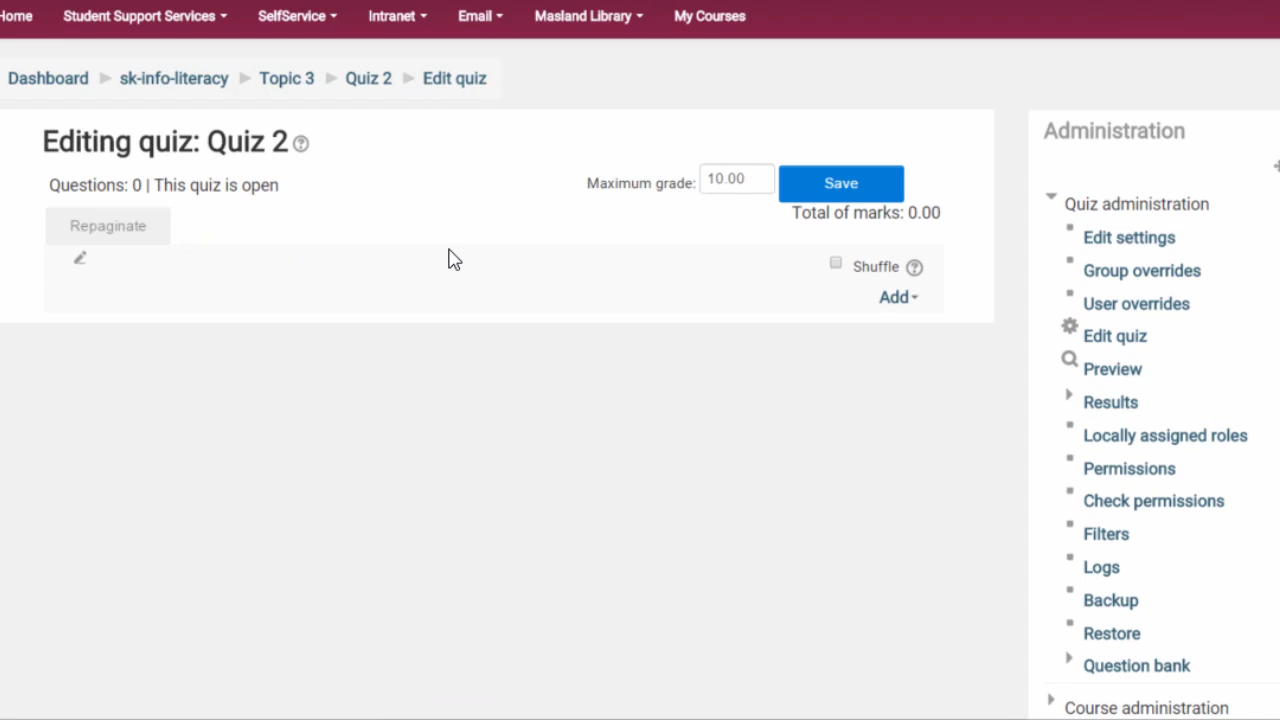 Home Student Support Services SelfService Intranet Email Masland Library My Courses
Dashboard sk-info-literacy Topic 3 Quiz 2 Edit quiz
Editing quiz: Quiz 2
Questions: 0 | This quiz is open
Maximum grade: 10.00 Save
Total of marks: 0.00
Repaginate
Shuffle
Add
Administration
Quiz administration
Edit settings
Group overrides
User overrides
Edit quiz
Preview
Results
Locally assigned roles
Permissions
Check permissions
Filters
Logs
Backup
Restore
Question bank
Course administration